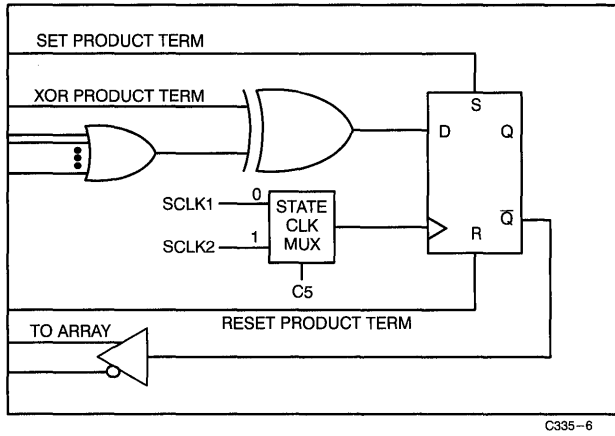 SET PRODUCT TERM
XOR PRODUCT TERM
S
D
Q
SCLK1
0
SCLK2
1
STATE
CLK
MUX
C5
R
Q̅
RESET PRODUCT TERM
TO ARRAY
C335–6